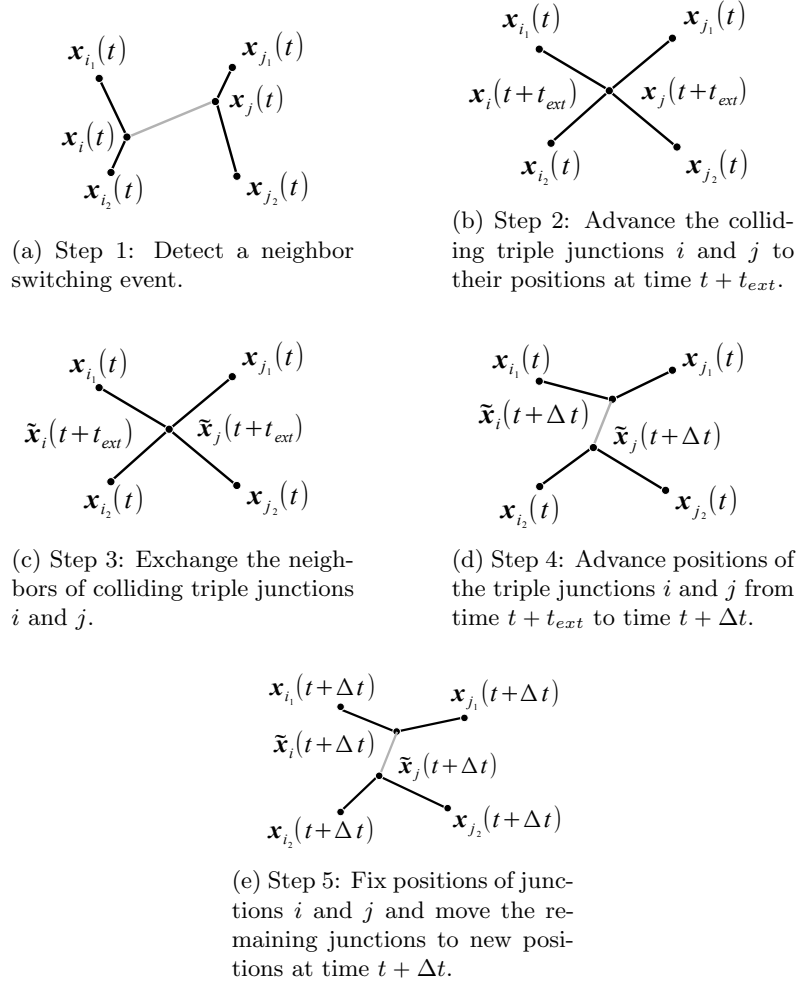 𝒙_{i_1}(t)
𝒙_{j_1}(t)
𝒙_j(t)
𝒙_i(t)
𝒙_{i_2}(t)
𝒙_{j_2}(t)
(a) Step 1: Detect a neighbor
switching event.
𝒙_{i_1}(t)
𝒙_{j_1}(t)
𝒙_i(t+t_{ext})
𝒙_j(t+t_{ext})
𝒙_{i_2}(t)
𝒙_{j_2}(t)
(b) Step 2: Advance the collid-
ing triple junctions i and j to
their positions at time t + t_{ext}.
𝒙_{i_1}(t)
𝒙_{j_1}(t)
x̃_i(t+t_{ext})
x̃_j(t+t_{ext})
𝒙_{i_2}(t)
𝒙_{j_2}(t)
(c) Step 3: Exchange the neigh-
bors of colliding triple junctions
i and j.
𝒙_{i_1}(t)
𝒙_{j_1}(t)
x̃_i(t+Δt)
x̃_j(t+Δt)
𝒙_{i_2}(t)
𝒙_{j_2}(t)
(d) Step 4: Advance positions of
the triple junctions i and j from
time t + t_{ext} to time t + Δt.
𝒙_{i_1}(t+Δt)
𝒙_{j_1}(t+Δt)
x̃_i(t+Δt)
x̃_j(t+Δt)
𝒙_{i_2}(t+Δt)
𝒙_{j_2}(t+Δt)
(e) Step 5: Fix positions of junc-
tions i and j and move the re-
maining junctions to new posi-
tions at time t + Δt.